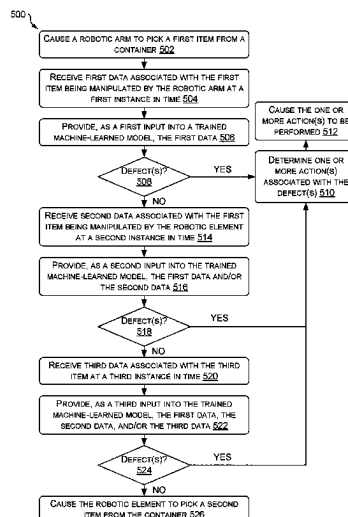 500
CAUSE A ROBOTIC ARM TO PICK A FIRST ITEM FROM A
CONTAINER 502
RECEIVE FIRST DATA ASSOCIATED WITH THE FIRST
ITEM BEING MANIPULATED BY THE ROBOTIC ARM AT A
FIRST INSTANCE IN TIME 504
PROVIDE, AS A FIRST INPUT INTO A TRAINED
MACHINE-LEARNED MODEL, THE FIRST DATA 506
DEFECT(S)?
508
YES
NO
CAUSE THE ONE OR
MORE ACTION(S) TO BE
PERFORMED 512
DETERMINE ONE OR
MORE ACTION(S)
ASSOCIATED WITH THE
DEFECT(S) 510
RECEIVE SECOND DATA ASSOCIATED WITH THE FIRST
ITEM BEING MANIPULATED BY THE ROBOTIC ELEMENT
AT A SECOND INSTANCE IN TIME 514
PROVIDE, AS A SECOND INPUT INTO THE TRAINED
MACHINE-LEARNED MODEL, THE FIRST DATA AND/OR
THE SECOND DATA 516
DEFECT(S)?
518
YES
NO
RECEIVE THIRD DATA ASSOCIATED WITH THE THIRD
ITEM AT A THIRD INSTANCE IN TIME 520
PROVIDE, AS A THIRD INPUT INTO THE TRAINED
MACHINE-LEARNED MODEL, THE FIRST DATA, THE
SECOND DATA, AND/OR THE THIRD DATA 522
DEFECT(S)?
524
YES
NO
CAUSE THE ROBOTIC ELEMENT TO PICK A SECOND
ITEM FROM THE CONTAINER 526